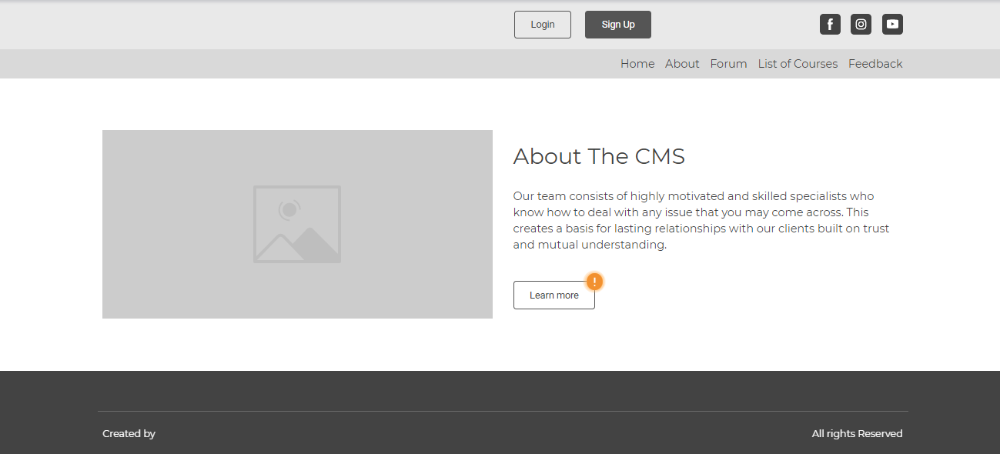 Login
Sign Up
Home About Forum List of Courses Feedback
About The CMS
Our team consists of highly motivated and skilled specialists who
know how to deal with any issue that you may come across. This
creates a basis for lasting relationships with our clients built on trust
and mutual understanding.
!
Learn more
Created by
All rights Reserved